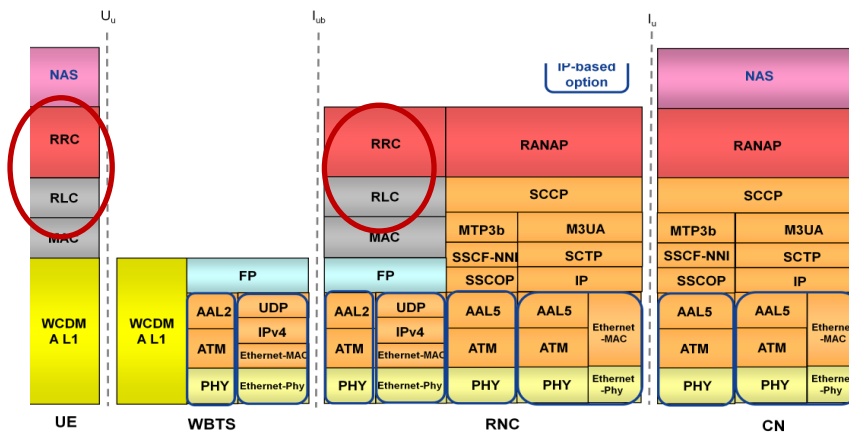 Uu
Iub
Iu
IP-based
option
NAS
RRC
RLC
MAC
WCDM
A L1
UE
WCDM
A L1
FP
AAL2
ATM
PHY
UDP
IPv4
Ethernet-MAC
Ethernet-Phy
WBTS
RRC
RLC
MAC
FP
AAL2
ATM
PHY
UDP
IPv4
Ethernet-MAC
Ethernet-Phy
RANAP
SCCP
MTP3b
SSCF-NNI
SSCOP
M3UA
SCTP
IP
AAL5
ATM
PHY
AAL5
ATM
PHY
Ethernet
-MAC
Ethernet
-Phy
RNC
NAS
RANAP
SCCP
MTP3b
SSCF-NNI
SSCOP
M3UA
SCTP
IP
AAL5
ATM
PHY
AAL5
ATM
PHY
Ethernet
-MAC
Ethernet
-Phy
CN